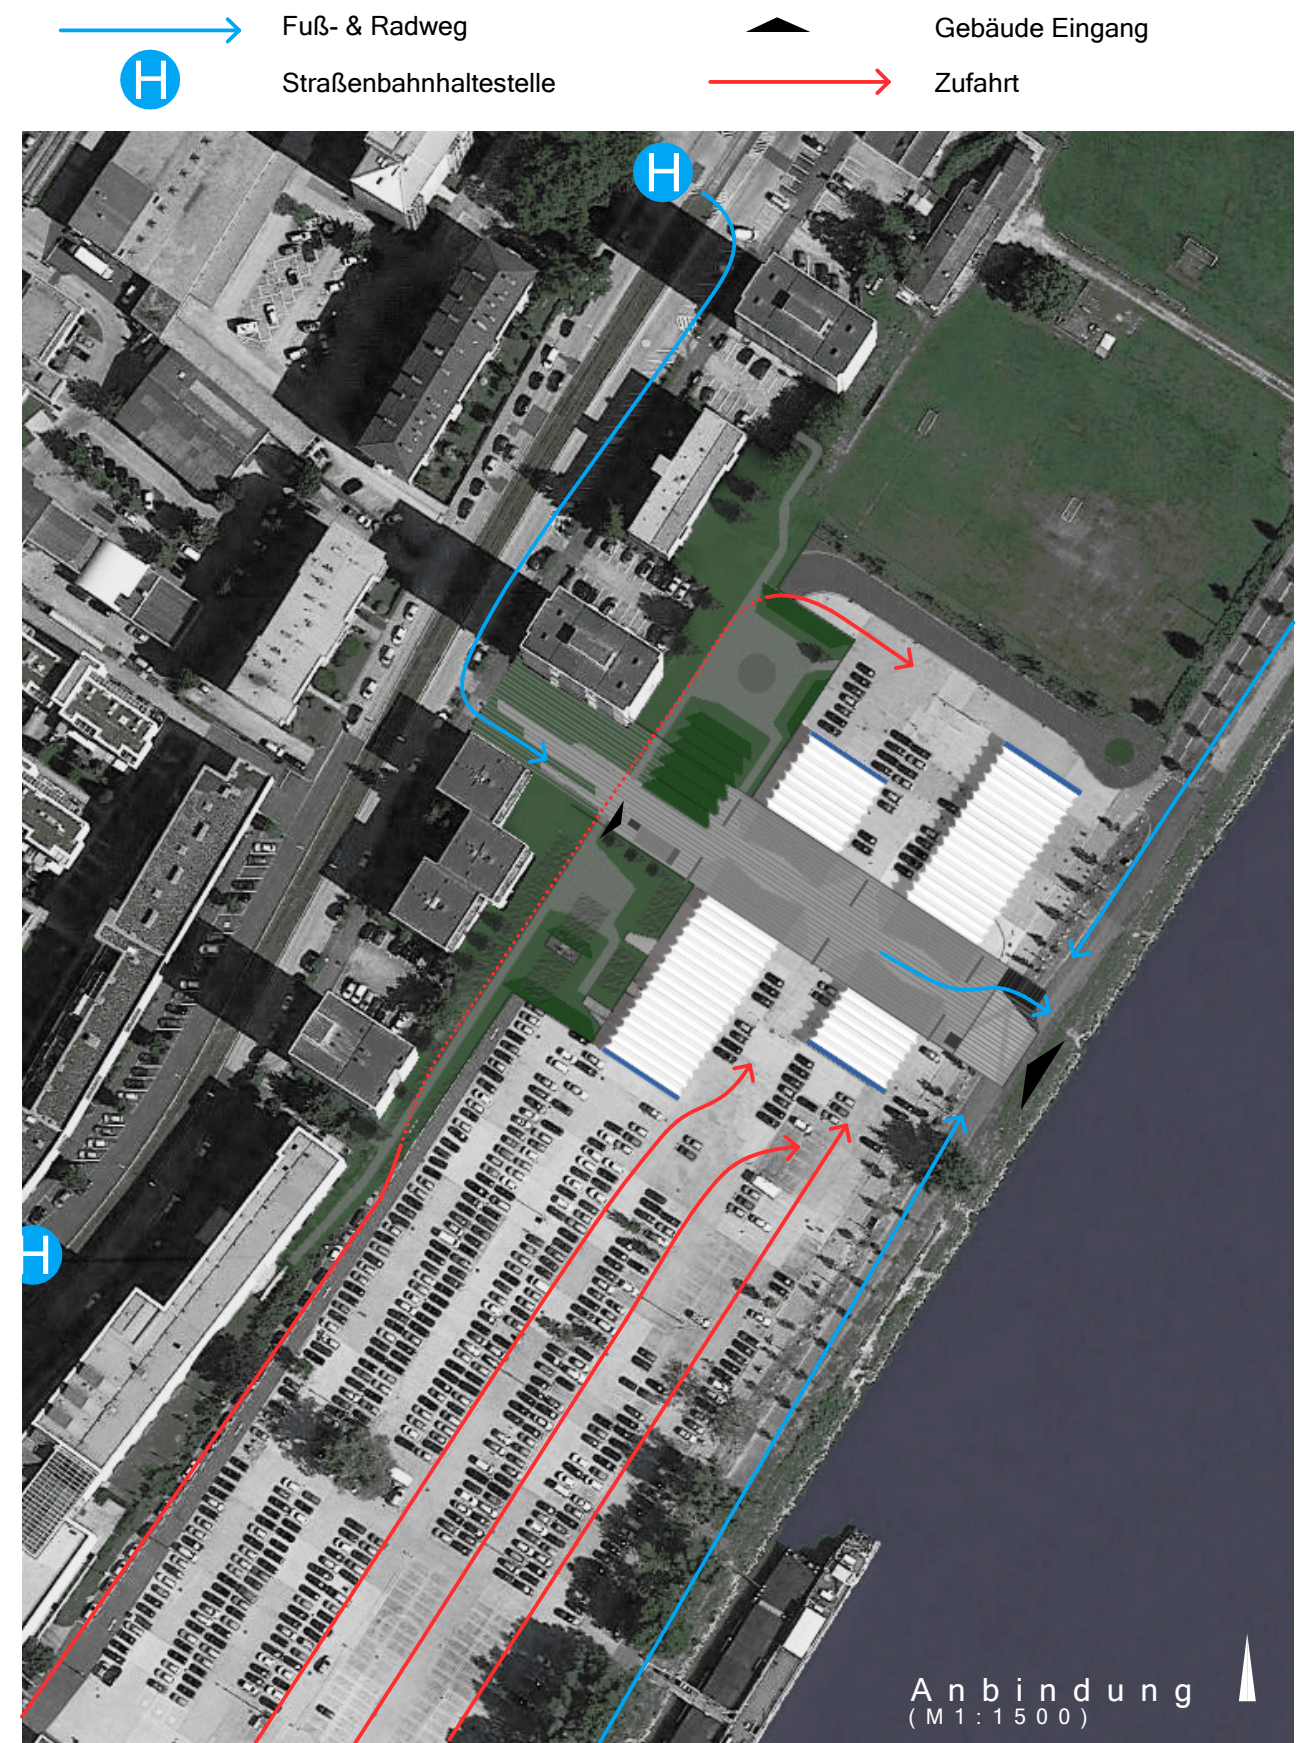 Fuß- & Radweg
Gebäude Eingang
H
Straßenbahnhaltestelle
Zufahrt
H
H
Anbindung
(M1:1500)